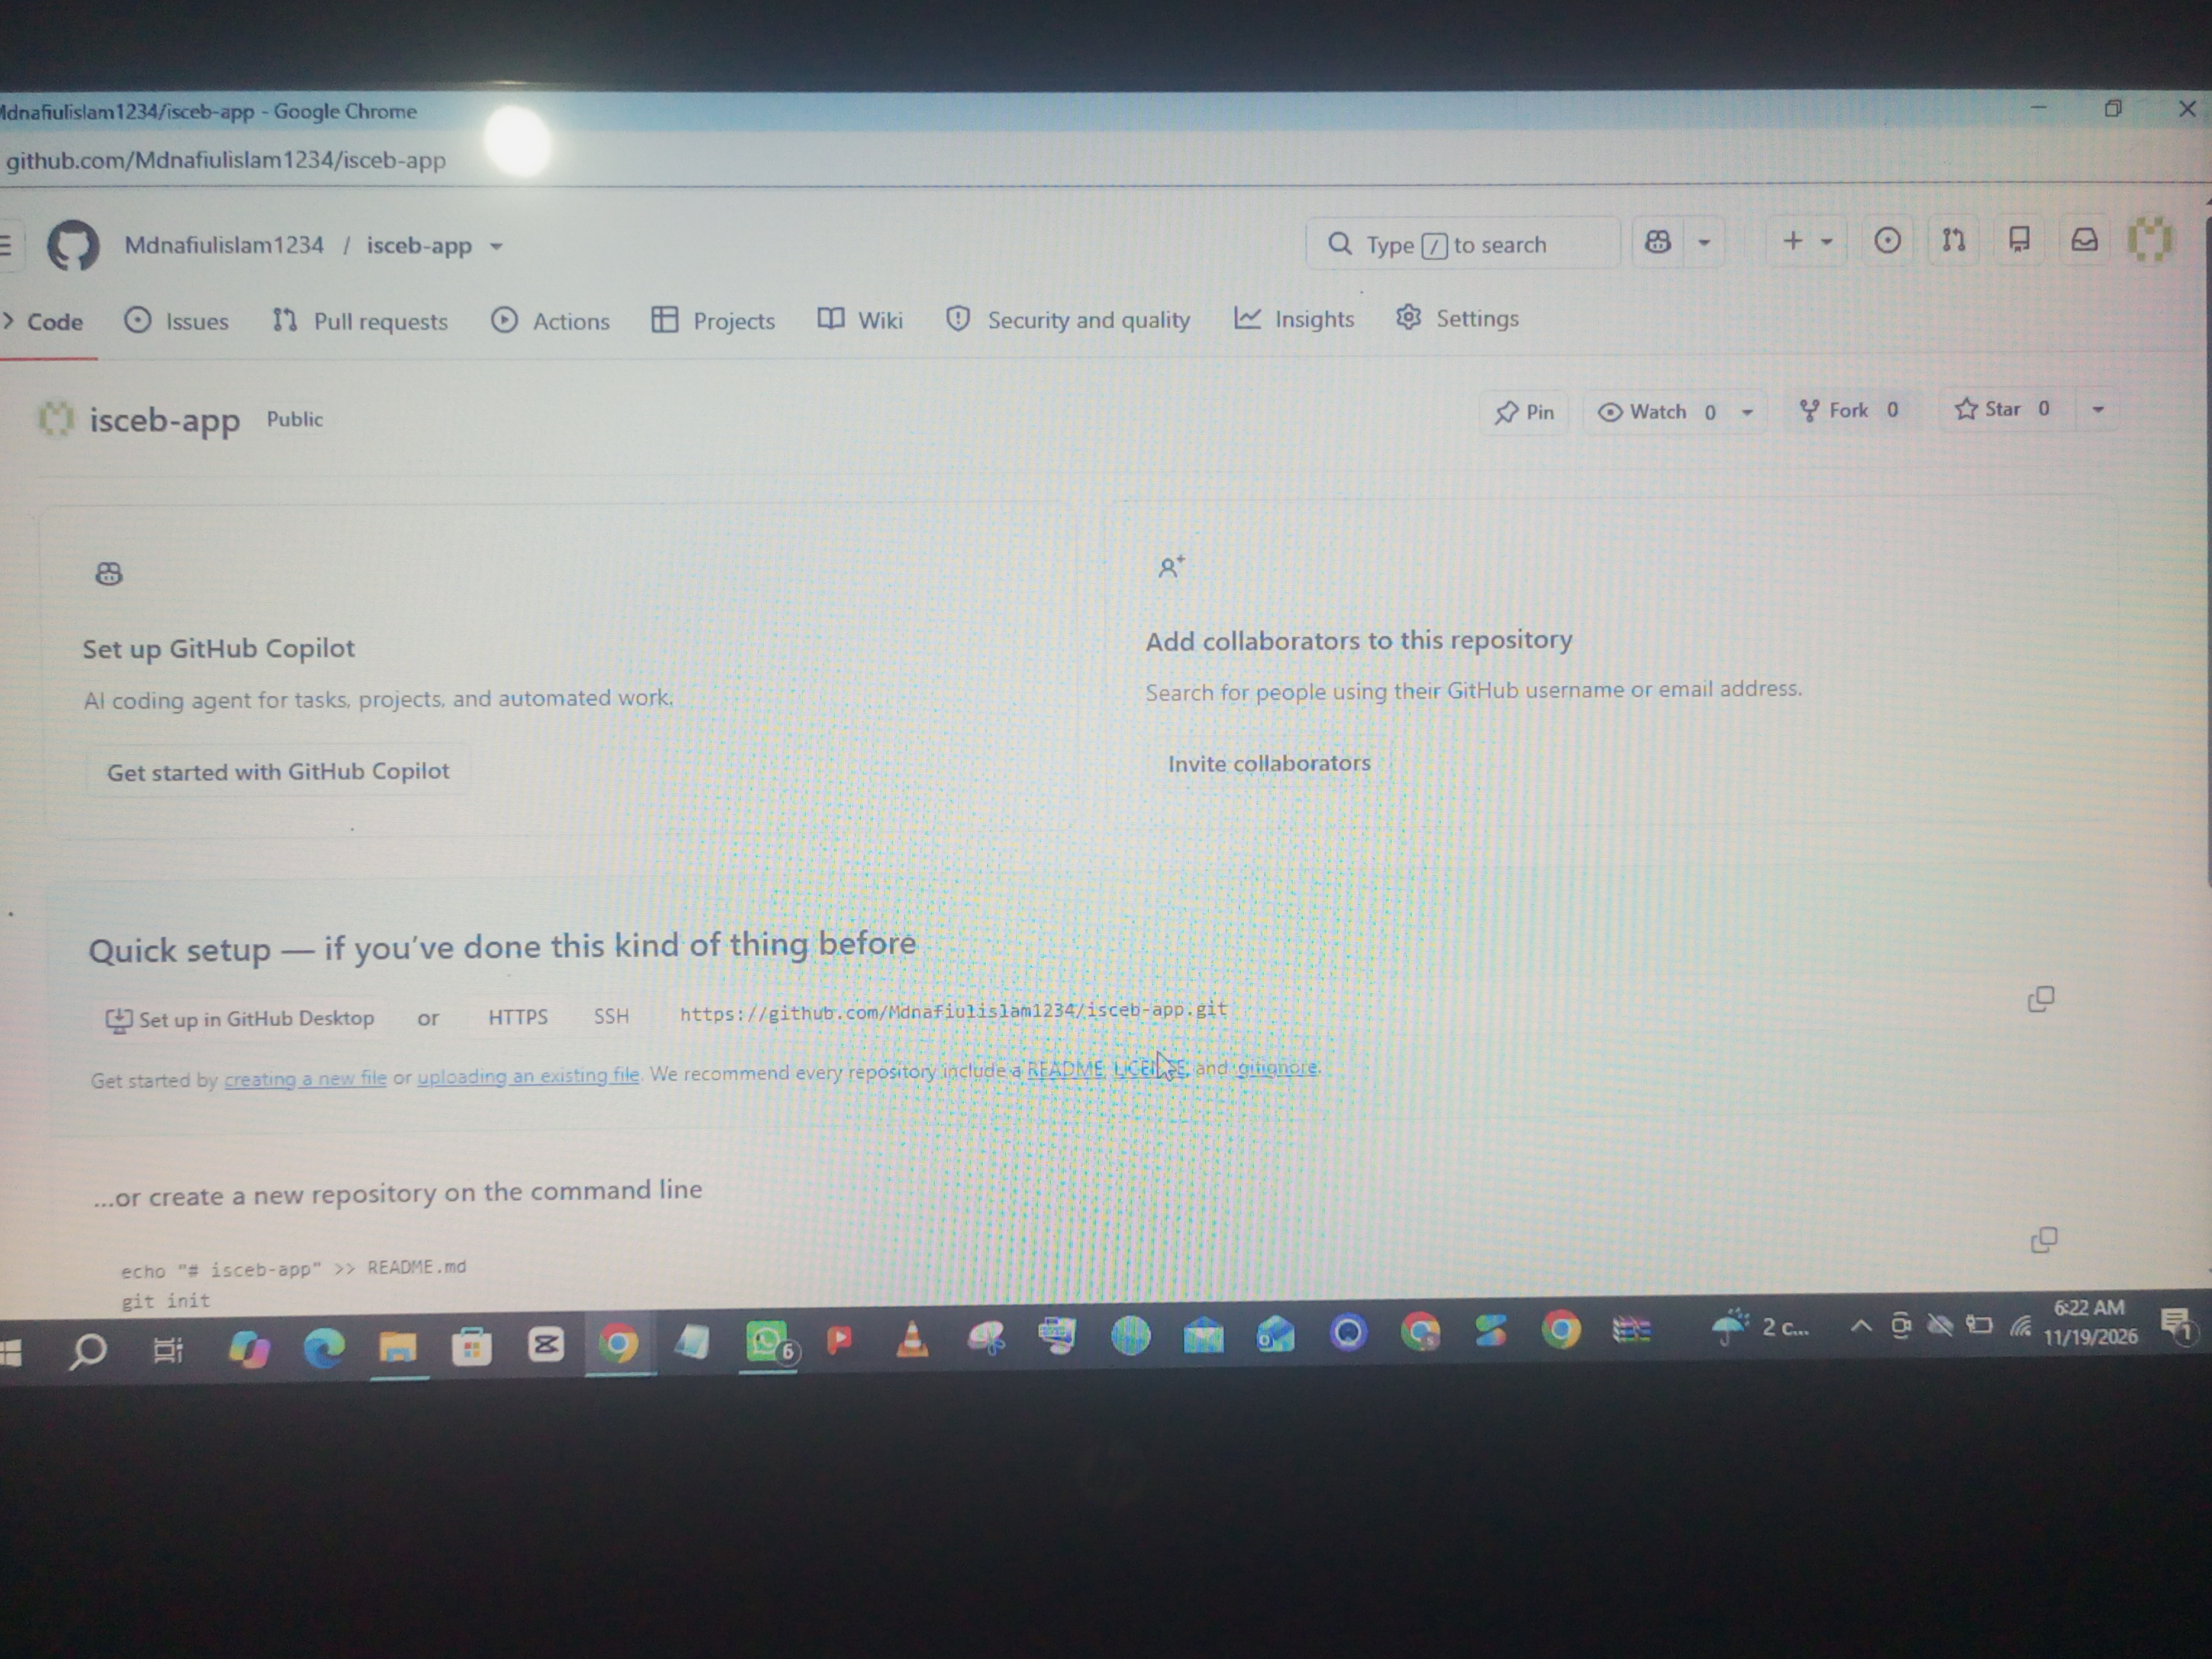 Mdnafiulislam1234/isceb-app - Google Chrome
github.com/Mdnafiulislam1234/isceb-app
Mdnafiulislam1234 / isceb-app
Type / to search
Code Issues Pull requests Actions Projects Wiki Security and quality Insights Settings
isceb-app Public
Pin Watch 0 Fork 0 Star 0
Set up GitHub Copilot
AI coding agent for tasks, projects, and automated work.
Get started with GitHub Copilot
Add collaborators to this repository
Search for people using their GitHub username or email address.
Invite collaborators
Quick setup — if you've done this kind of thing before
Set up in GitHub Desktop or HTTPS SSH https://github.com/Mdnafiulislam1234/isceb-app.git
Get started by creating a new file or uploading an existing file. We recommend every repository include a README, LICENSE, and .gitignore.
...or create a new repository on the command line
echo "# isceb-app" >> README.md
git init
6
2 c...
6:22 AM
11/19/2026
1